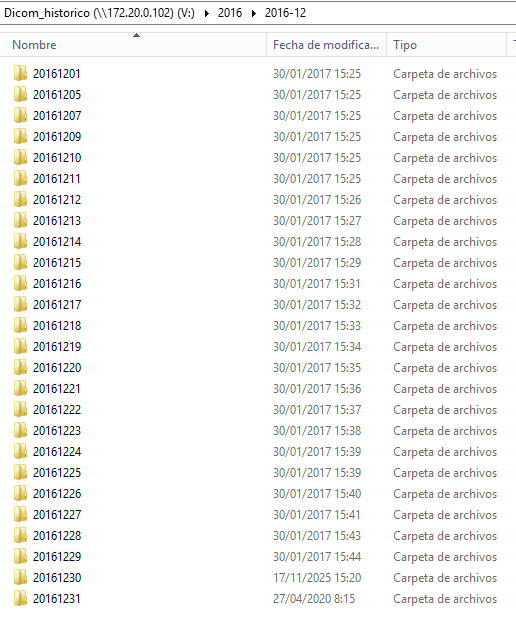 Dicom_historico (\\172.20.0.102) (V:) 2016 2016-12
Nombre Fecha de modifica... Tipo
20161201 30/01/2017 15:25 Carpeta de archivos
20161205 30/01/2017 15:25 Carpeta de archivos
20161207 30/01/2017 15:25 Carpeta de archivos
20161209 30/01/2017 15:25 Carpeta de archivos
20161210 30/01/2017 15:25 Carpeta de archivos
20161211 30/01/2017 15:25 Carpeta de archivos
20161212 30/01/2017 15:26 Carpeta de archivos
20161213 30/01/2017 15:27 Carpeta de archivos
20161214 30/01/2017 15:28 Carpeta de archivos
20161215 30/01/2017 15:29 Carpeta de archivos
20161216 30/01/2017 15:31 Carpeta de archivos
20161217 30/01/2017 15:32 Carpeta de archivos
20161218 30/01/2017 15:33 Carpeta de archivos
20161219 30/01/2017 15:34 Carpeta de archivos
20161220 30/01/2017 15:35 Carpeta de archivos
20161221 30/01/2017 15:36 Carpeta de archivos
20161222 30/01/2017 15:37 Carpeta de archivos
20161223 30/01/2017 15:38 Carpeta de archivos
20161224 30/01/2017 15:39 Carpeta de archivos
20161225 30/01/2017 15:39 Carpeta de archivos
20161226 30/01/2017 15:40 Carpeta de archivos
20161227 30/01/2017 15:41 Carpeta de archivos
20161228 30/01/2017 15:43 Carpeta de archivos
20161229 30/01/2017 15:44 Carpeta de archivos
20161230 17/11/2025 15:20 Carpeta de archivos
20161231 27/04/2020 8:15 Carpeta de archivos